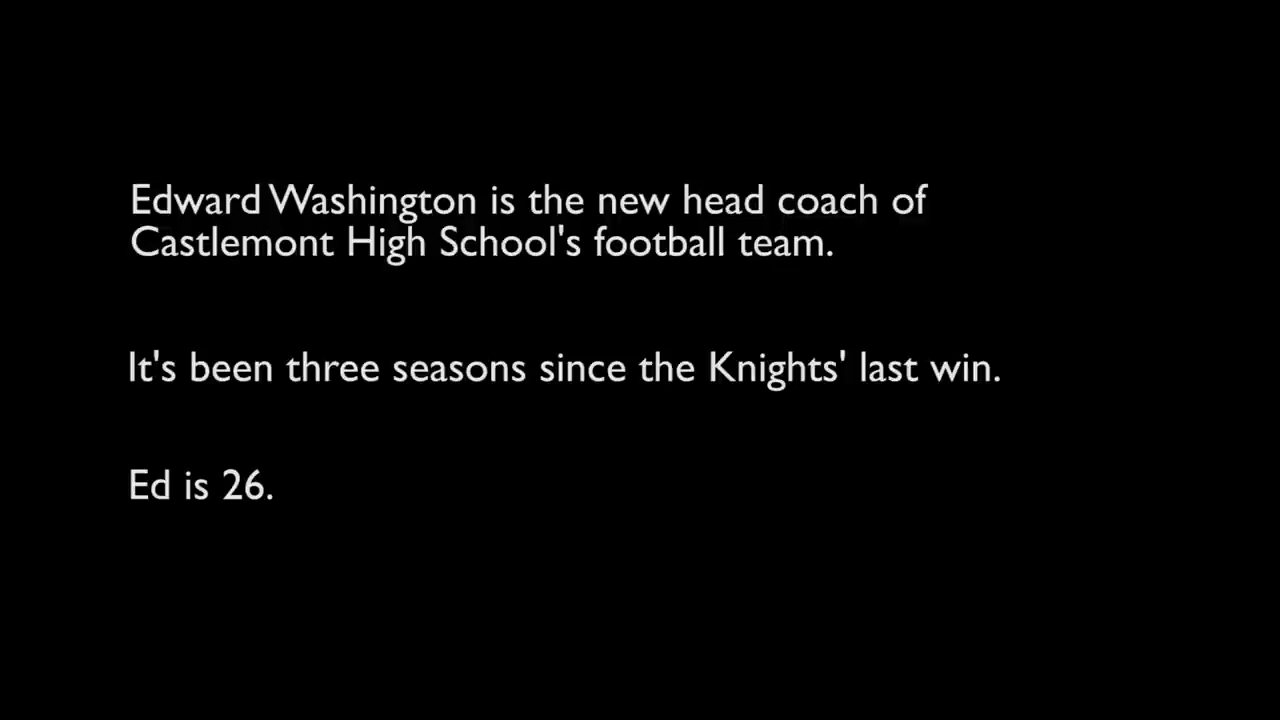 Edward Washington is the new head coach of
Castlemont High School's football team.
It's been three seasons since the Knights' last win.
Ed is 26.